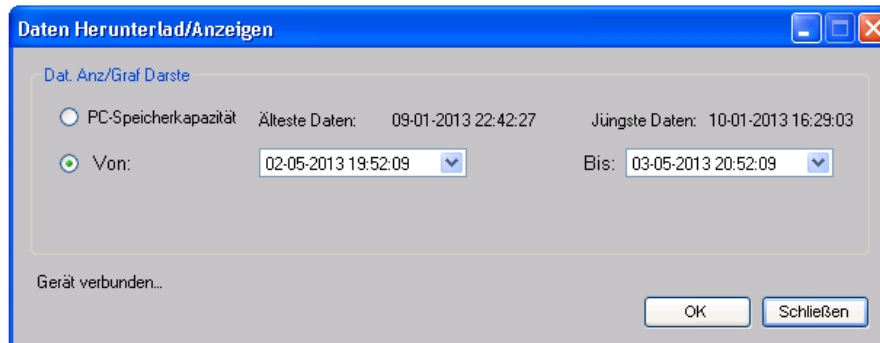 Daten Herunterlad/Anzeigen
Dat. Anz/Graf Darste
PC-Speicherkapazität Älteste Daten: 09-01-2013 22:42:27 Jüngste Daten: 10-01-2013 16:29:03
Von: 02-05-2013 19:52:09 Bis: 03-05-2013 20:52:09
Gerät verbunden...
OK Schließen